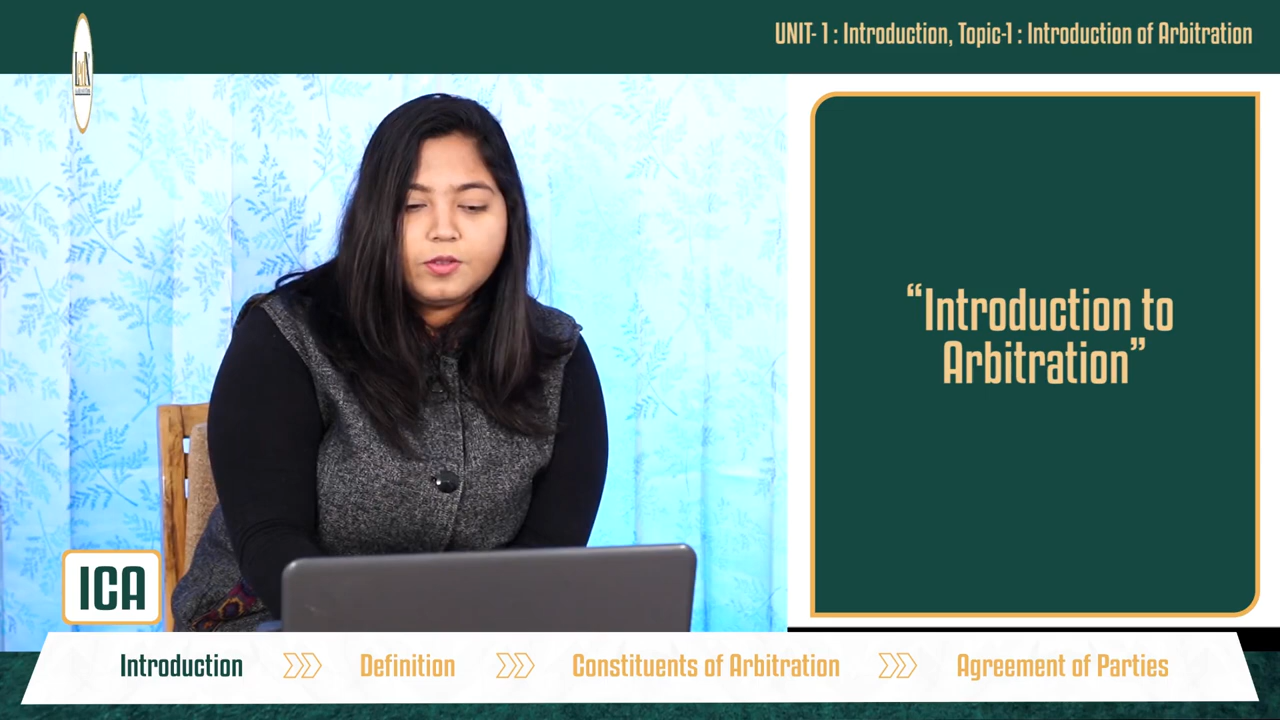 UNIT- 1 : Introduction, Topic-1 : Introduction of Arbitration
“Introduction to
Arbitration”
ICA
Introduction
Definition
Constituents of Arbitration
Agreement of Parties